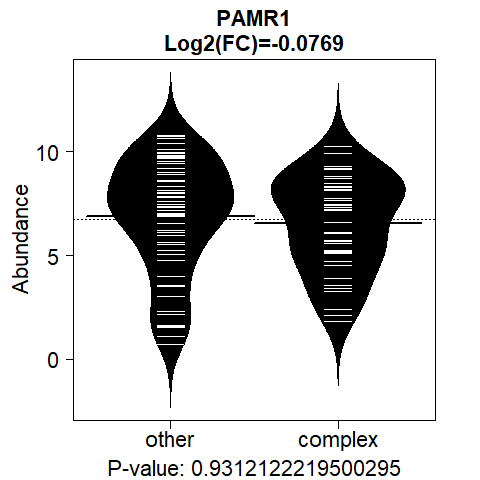 PAMR1
Log2(FC)=-0.0769
Abundance
10
5
0
other
complex
P-value: 0.9312122219500295